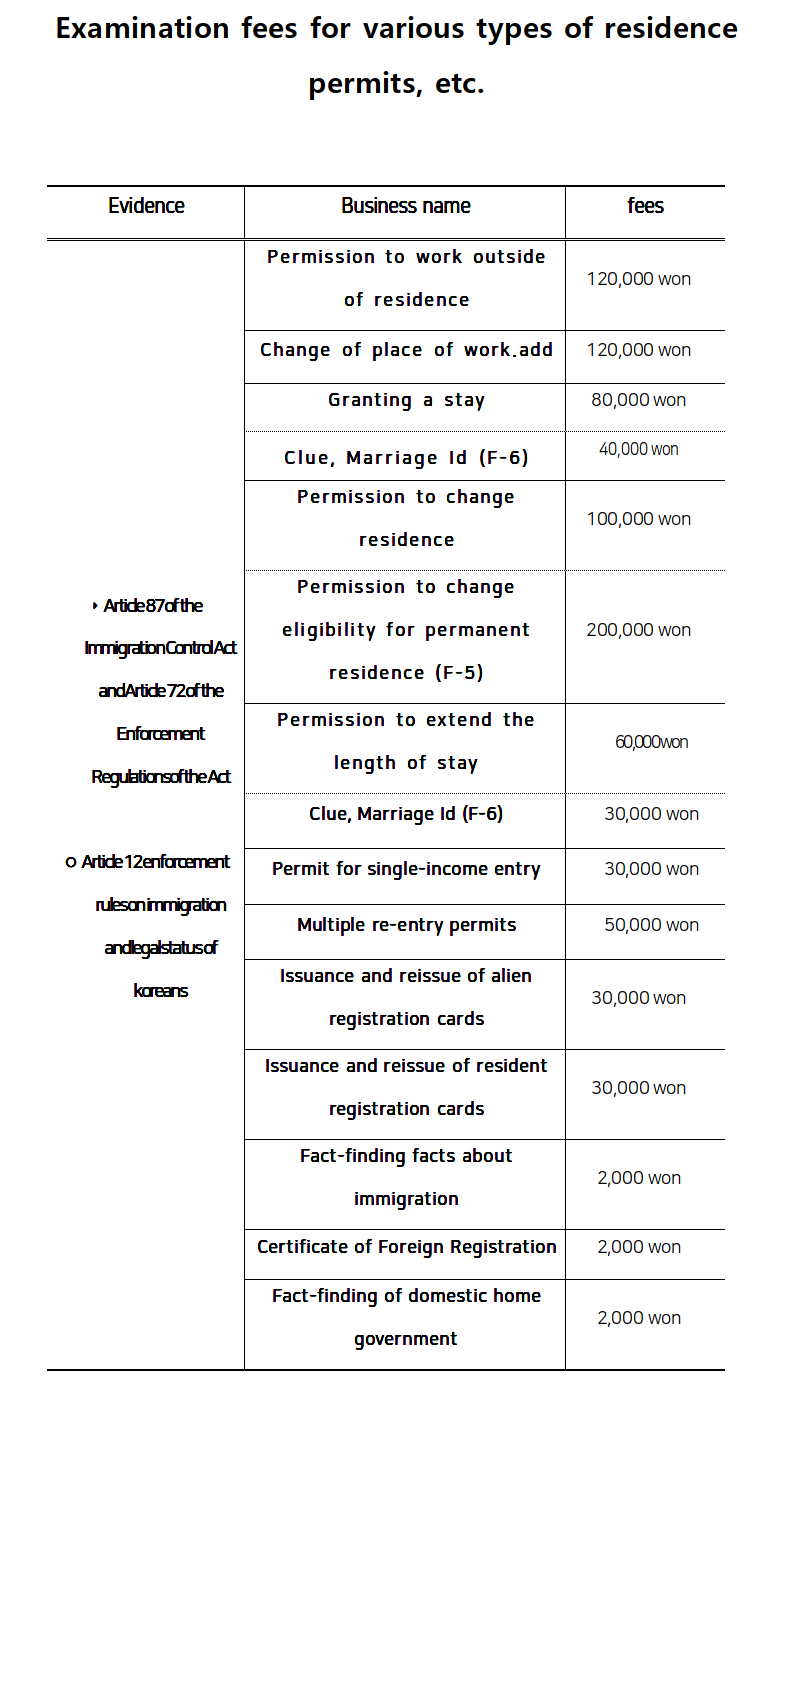 Examination fees for various types of residence
permits, etc.
Evidence
Business name
fees
‣ Article 87 of the
Immigration Control Act
and Article 72 of the
Enforcement
Regulations of the Act
ㅇ Article 12 enforcement
rules on immigration
and legal status of
koreans
Permission to work outside
of residence
120,000 won
Change of place of work.add
120,000 won
Granting a stay
80,000 won
Clue, Marriage Id (F-6)
40,000 won
Permission to change
residence
100,000 won
Permission to change
eligibility for permanent
residence (F-5)
200,000 won
Permission to extend the
length of stay
60,000won
Clue, Marriage Id (F-6)
30,000 won
Permit for single-income entry
30,000 won
Multiple re-entry permits
50,000 won
Issuance and reissue of alien
registration cards
30,000 won
Issuance and reissue of resident
registration cards
30,000 won
Fact-finding facts about
immigration
2,000 won
Certificate of Foreign Registration
2,000 won
Fact-finding of domestic home
government
2,000 won